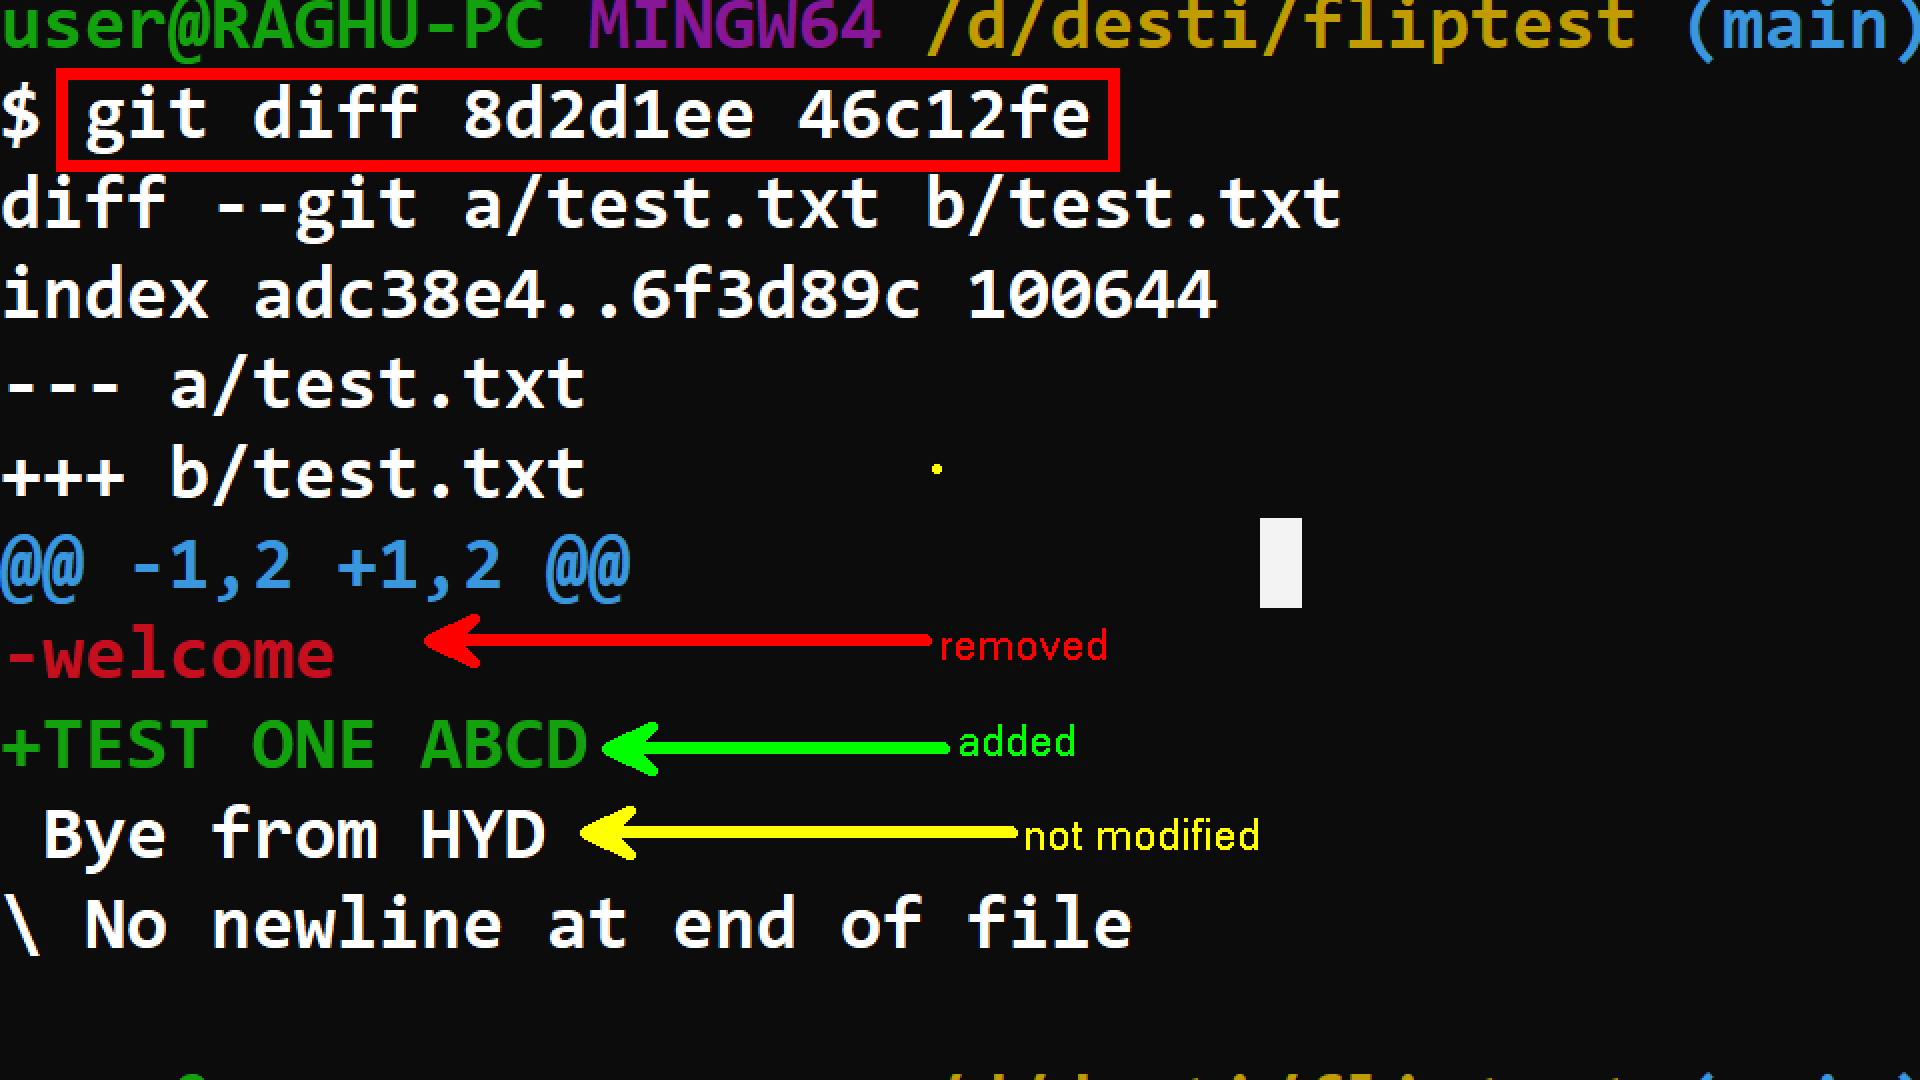 user@RAGHU-PC MINGW64 /d/desti/fliptest (main)
$ git diff 8d2d1ee 46c12fe
diff --git a/test.txt b/test.txt
index adc38e4..6f3d89c 100644
--- a/test.txt
+++ b/test.txt
@@ -1,2 +1,2 @@
-welcome removed
+TEST ONE ABCD added
 Bye from HYD not modified
\ No newline at end of file